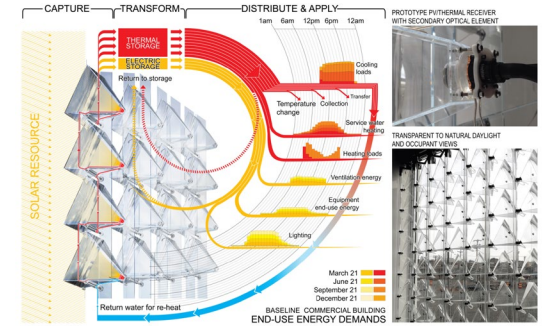 CAPTURE
TRANSFORM
DISTRIBUTE & APPLY
1am 6am 12pm 6pm 12am
THERMAL
STORAGE
ELECTRIC
STORAGE
Return to storage
SOLAR RESOURCE
Cooling
loads
Transfer
Temperature
change
Collection
Service water
heating
Heating loads
Ventilation energy
Equipment
end-use energy
Lighting
March 21
June 21
September 21
December 21
Return water for re-heat
BASELINE COMMERCIAL BUILDING
END-USE ENERGY DEMANDS
PROTOTYPE PV/THERMAL RECEIVER
WITH SECONDARY OPTICAL ELEMENT
TRANSPARENT TO NATURAL DAYLIGHT
AND OCCUPANT VIEWS